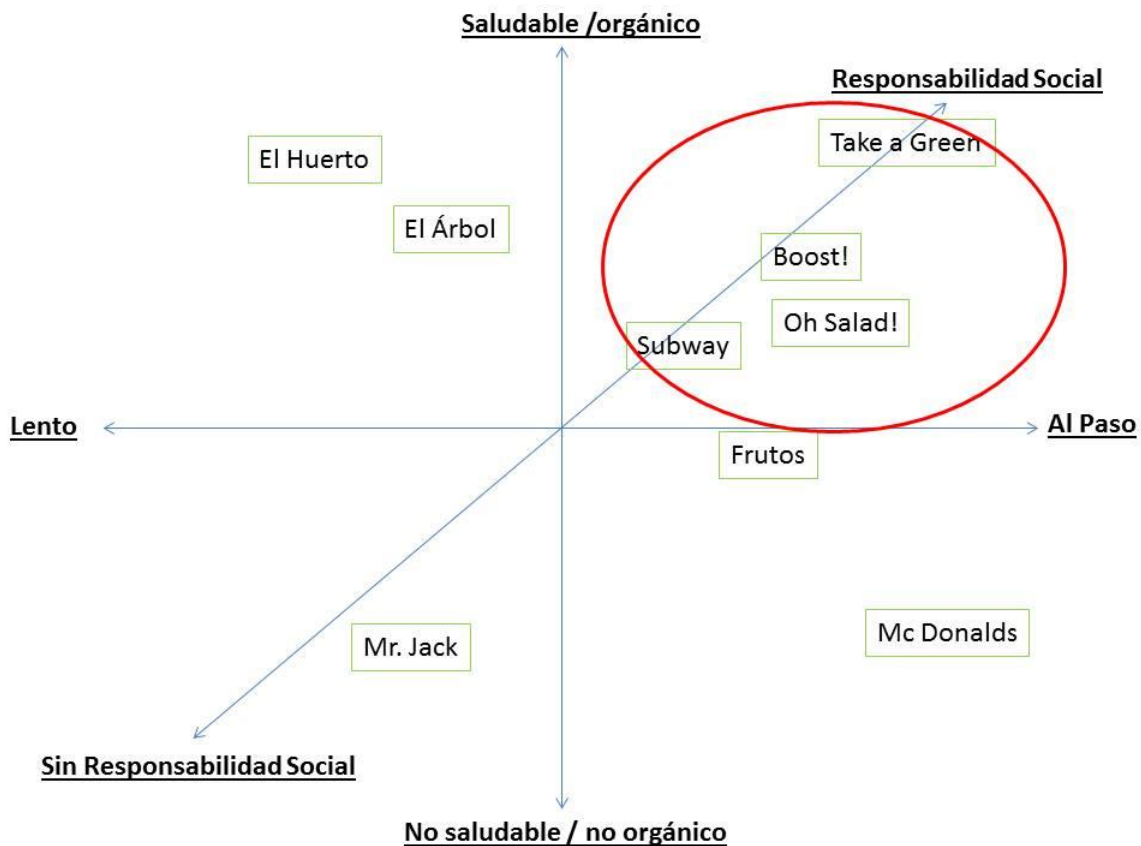 Saludable /orgánico
Responsabilidad Social
Take a Green
El Huerto
El Árbol
Boost!
Oh Salad!
Subway
Lento
Al Paso
Frutos
Mc Donalds
Mr. Jack
Sin Responsabilidad Social
No saludable / no orgánico